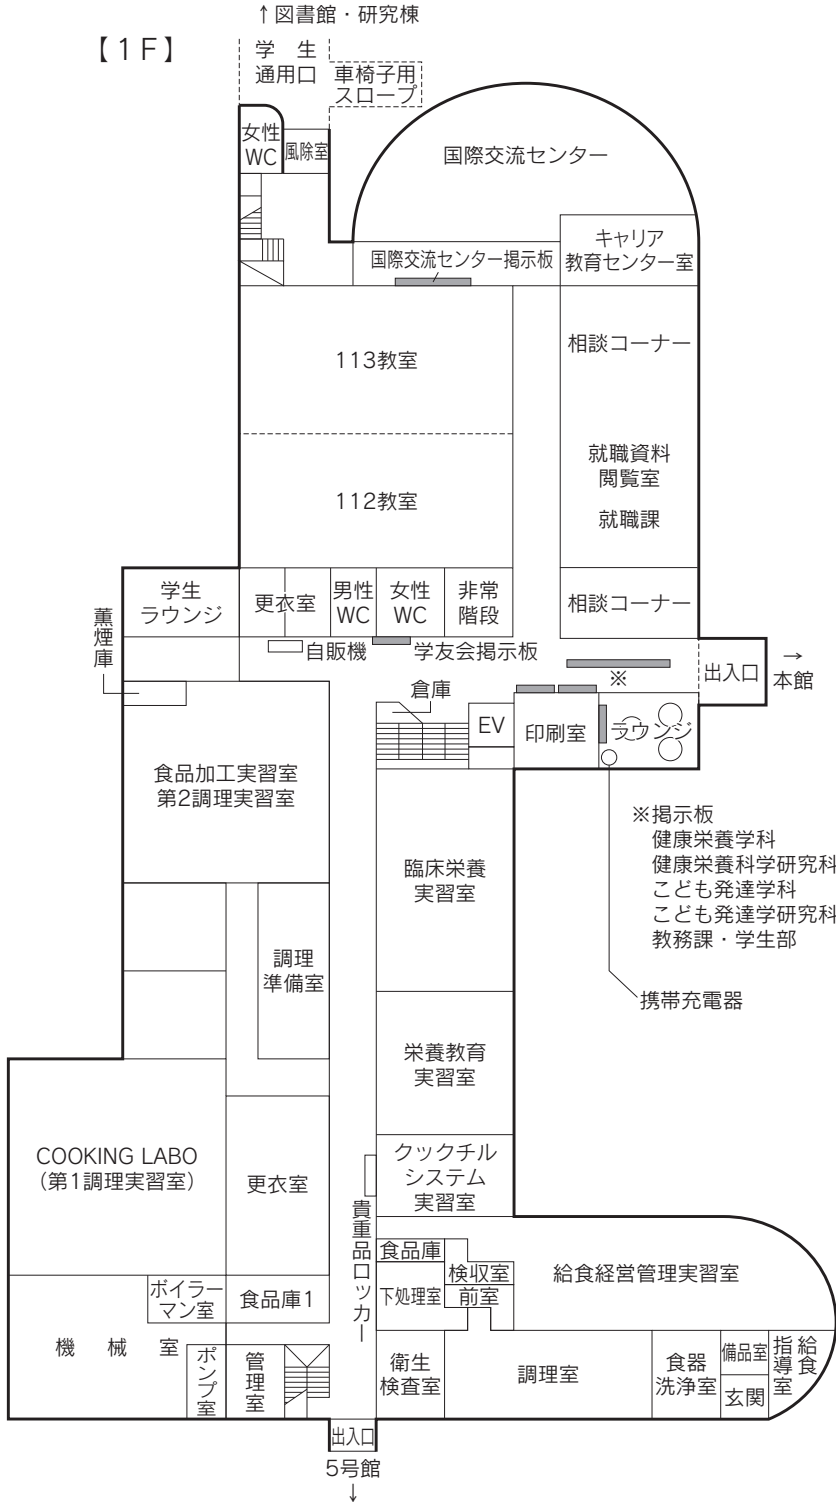 ↑図書館・研究棟
【１F】
学 生
通用口
車椅子用
スロープ
女性
WC
風除室
国際交流センター
国際交流センター掲示板
キャリア
教育センター室
113教室
相談コーナー
112教室
就職資料
閲覧室
就職課
学生
ラウンジ
更衣室
男性
WC
女性
WC
非常
階段
相談コーナー
薫煙庫
自販機
学友会掲示板
※
出入口
→
本館
倉庫
EV
印刷室
ラウンジ
食品加工実習室
第2調理実習室
※掲示板
健康栄養学科
健康栄養科学研究科
こども発達学科
こども発達学研究科
教務課・学生部
臨床栄養
実習室
調理
準備室
携帯充電器
栄養教育
実習室
COOKING LABO
（第1調理実習室）
更衣室
クックチル
システム
実習室
貴重品ロッカー
食品庫
検収室
下処理室
前室
給食経営管理実習室
ボイラー
マン室
食品庫1
機 械 室
ポンプ室
管理室
衛生
検査室
調理室
食器
洗浄室
備品室
玄関
給食
指導室
出入口
5号館
↓